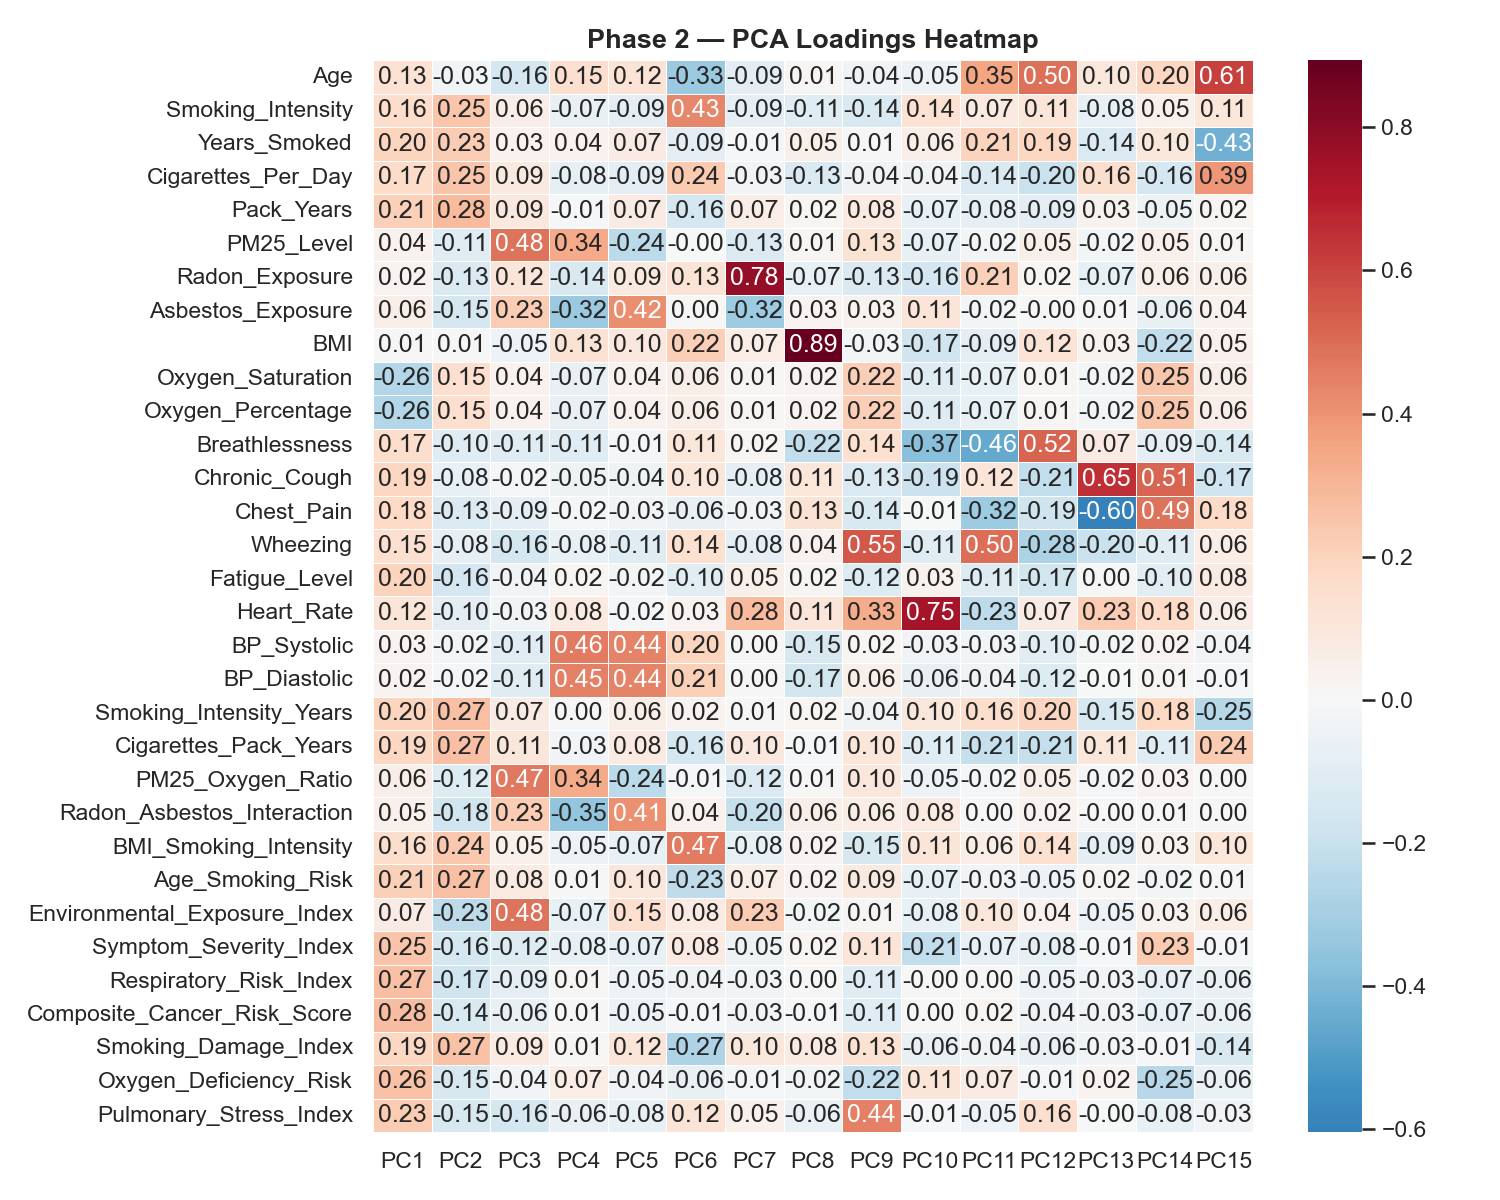 Phase 2 — PCA Loadings Heatmap
Age 0.13 -0.03 -0.16 0.15 0.12 -0.33 -0.09 0.01 -0.04 -0.05 0.35 0.50 0.10 0.20 0.61
Smoking_Intensity 0.16 0.25 0.06 -0.07 -0.09 0.43 -0.09 -0.11 -0.14 0.14 0.07 0.11 -0.08 0.05 0.11
Years_Smoked 0.20 0.23 0.03 0.04 0.07 -0.09 -0.01 0.05 0.01 0.06 0.21 0.19 -0.14 0.10 -0.43
Cigarettes_Per_Day 0.17 0.25 0.09 -0.08 -0.09 0.24 -0.03 -0.13 -0.04 -0.04 -0.14 -0.20 0.16 -0.16 0.39
Pack_Years 0.21 0.28 0.09 -0.01 0.07 -0.16 0.07 0.02 0.08 -0.07 -0.08 -0.09 0.03 -0.05 0.02
PM25_Level 0.04 -0.11 0.48 0.34 -0.24 -0.00 -0.13 0.01 0.13 -0.07 -0.02 0.05 -0.02 0.05 0.01
Radon_Exposure 0.02 -0.13 0.12 -0.14 0.09 0.13 0.78 -0.07 -0.13 -0.16 0.21 0.02 -0.07 0.06 0.06
Asbestos_Exposure 0.06 -0.15 0.23 -0.32 0.42 0.00 -0.32 0.03 0.03 0.11 -0.02 -0.00 0.01 -0.06 0.04
BMI 0.01 0.01 -0.05 0.13 0.10 0.22 0.07 0.89 -0.03 -0.17 -0.09 0.12 0.03 -0.22 0.05
Oxygen_Saturation -0.26 0.15 0.04 -0.07 0.04 0.06 0.01 0.02 0.22 -0.11 -0.07 0.01 -0.02 0.25 0.06
Oxygen_Percentage -0.26 0.15 0.04 -0.07 0.04 0.06 0.01 0.02 0.22 -0.11 -0.07 0.01 -0.02 0.25 0.06
Breathlessness 0.17 -0.10 -0.11 -0.11 -0.01 0.11 0.02 -0.22 0.14 -0.37 -0.46 0.52 0.07 -0.09 -0.14
Chronic_Cough 0.19 -0.08 -0.02 -0.05 -0.04 0.10 -0.08 0.11 -0.13 -0.19 0.12 -0.21 0.65 0.51 -0.17
Chest_Pain 0.18 -0.13 -0.09 -0.02 -0.03 -0.06 -0.03 0.13 -0.14 -0.01 -0.32 -0.19 -0.60 0.49 0.18
Wheezing 0.15 -0.08 -0.16 -0.08 -0.11 0.14 -0.08 0.04 0.55 -0.11 0.50 -0.28 -0.20 -0.11 0.06
Fatigue_Level 0.20 -0.16 -0.04 0.02 -0.02 -0.10 0.05 0.02 -0.12 0.03 -0.11 -0.17 0.00 -0.10 0.08
Heart_Rate 0.12 -0.10 -0.03 0.08 -0.02 0.03 0.28 0.11 0.33 0.75 -0.23 0.07 0.23 0.18 0.06
BP_Systolic 0.03 -0.02 -0.11 0.46 0.44 0.20 0.00 -0.15 0.02 -0.03 -0.03 -0.10 -0.02 0.02 -0.04
BP_Diastolic 0.02 -0.02 -0.11 0.45 0.44 0.21 0.00 -0.17 0.06 -0.06 -0.04 -0.12 -0.01 0.01 -0.01
Smoking_Intensity_Years 0.20 0.27 0.07 0.00 0.06 0.02 0.01 0.02 -0.04 0.10 0.16 0.20 -0.15 0.18 -0.25
Cigarettes_Pack_Years 0.19 0.27 0.11 -0.03 0.08 -0.16 0.10 -0.01 0.10 -0.11 -0.21 -0.21 0.11 -0.11 0.24
PM25_Oxygen_Ratio 0.06 -0.12 0.47 0.34 -0.24 -0.01 -0.12 0.01 0.10 -0.05 -0.02 0.05 -0.02 0.03 0.00
Radon_Asbestos_Interaction 0.05 -0.18 0.23 -0.35 0.41 0.04 -0.20 0.06 0.06 0.08 0.00 0.02 -0.00 0.01 0.00
BMI_Smoking_Intensity 0.16 0.24 0.05 -0.05 -0.07 0.47 -0.08 0.02 -0.15 0.11 0.06 0.14 -0.09 0.03 0.10
Age_Smoking_Risk 0.21 0.27 0.08 0.01 0.10 -0.23 0.07 0.02 0.09 -0.07 -0.03 -0.05 0.02 -0.02 0.01
Environmental_Exposure_Index 0.07 -0.23 0.48 -0.07 0.15 0.08 0.23 -0.02 0.01 -0.08 0.10 0.04 -0.05 0.03 0.06
Symptom_Severity_Index 0.25 -0.16 -0.12 -0.08 -0.07 0.08 -0.05 0.02 0.11 -0.21 -0.07 -0.08 -0.01 0.23 -0.01
Respiratory_Risk_Index 0.27 -0.17 -0.09 0.01 -0.05 -0.04 -0.03 0.00 -0.11 -0.00 0.00 -0.05 -0.03 -0.07 -0.06
Composite_Cancer_Risk_Score 0.28 -0.14 -0.06 0.01 -0.05 -0.01 -0.03 -0.01 -0.11 0.00 0.02 -0.04 -0.03 -0.07 -0.06
Smoking_Damage_Index 0.19 0.27 0.09 0.01 0.12 -0.27 0.10 0.08 0.13 -0.06 -0.04 -0.06 -0.03 -0.01 -0.14
Oxygen_Deficiency_Risk 0.26 -0.15 -0.04 0.07 -0.04 -0.06 -0.01 -0.02 -0.22 0.11 0.07 -0.01 0.02 -0.25 -0.06
Pulmonary_Stress_Index 0.23 -0.15 -0.16 -0.06 -0.08 0.12 0.05 -0.06 0.44 -0.01 -0.05 0.16 -0.00 -0.08 -0.03
PC1 PC2 PC3 PC4 PC5 PC6 PC7 PC8 PC9 PC10 PC11 PC12 PC13 PC14 PC15
0.8
0.6
0.4
0.2
0.0
−0.2
−0.4
−0.6